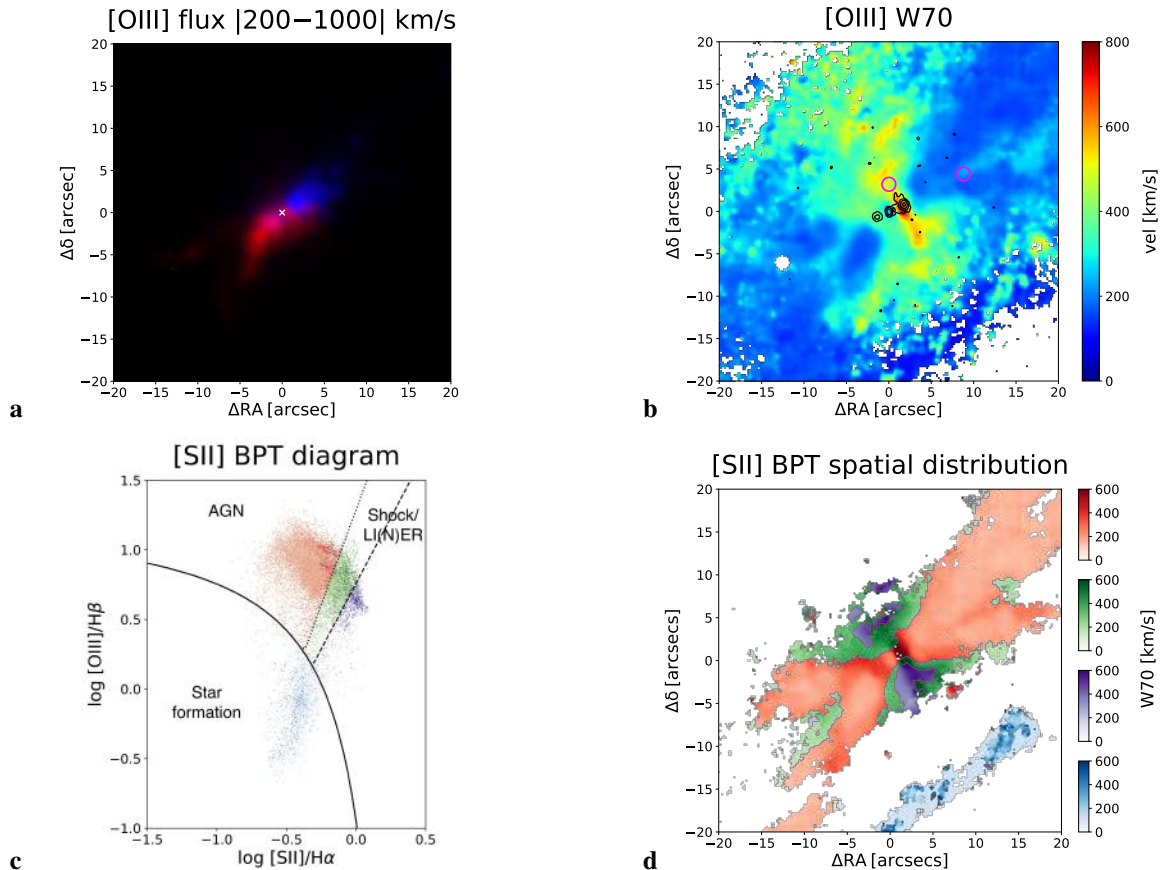 [OIII] flux |200−1000| km/s
20
15
10
5
0
−5
−10
−15
−20
−20 −15 −10 −5 0 5 10 15 20
Δδ [arcsec]
ΔRA [arcsec]
a
[OIII] W70
20
15
10
5
0
−5
−10
−15
−20
−20 −15 −10 −5 0 5 10 15 20
Δδ [arcsec]
ΔRA [arcsec]
800
600
400
200
0
vel [km/s]
b
[SII] BPT diagram
1.5
1.0
0.5
0.0
−0.5
−1.0
−1.5 −1.0 −0.5 0.0 0.5
log [OIII]/Hβ
log [SII]/Hα
AGN
Shock/
LI(N)ER
Star
formation
c
[SII] BPT spatial distribution
20
15
10
5
0
−5
−10
−15
−20
−20 −15 −10 −5 0 5 10 15 20
Δδ [arcsecs]
ΔRA [arcsecs]
600
400
200
0
600
400
200
0
600
400
200
0
600
400
200
0
W70 [km/s]
d